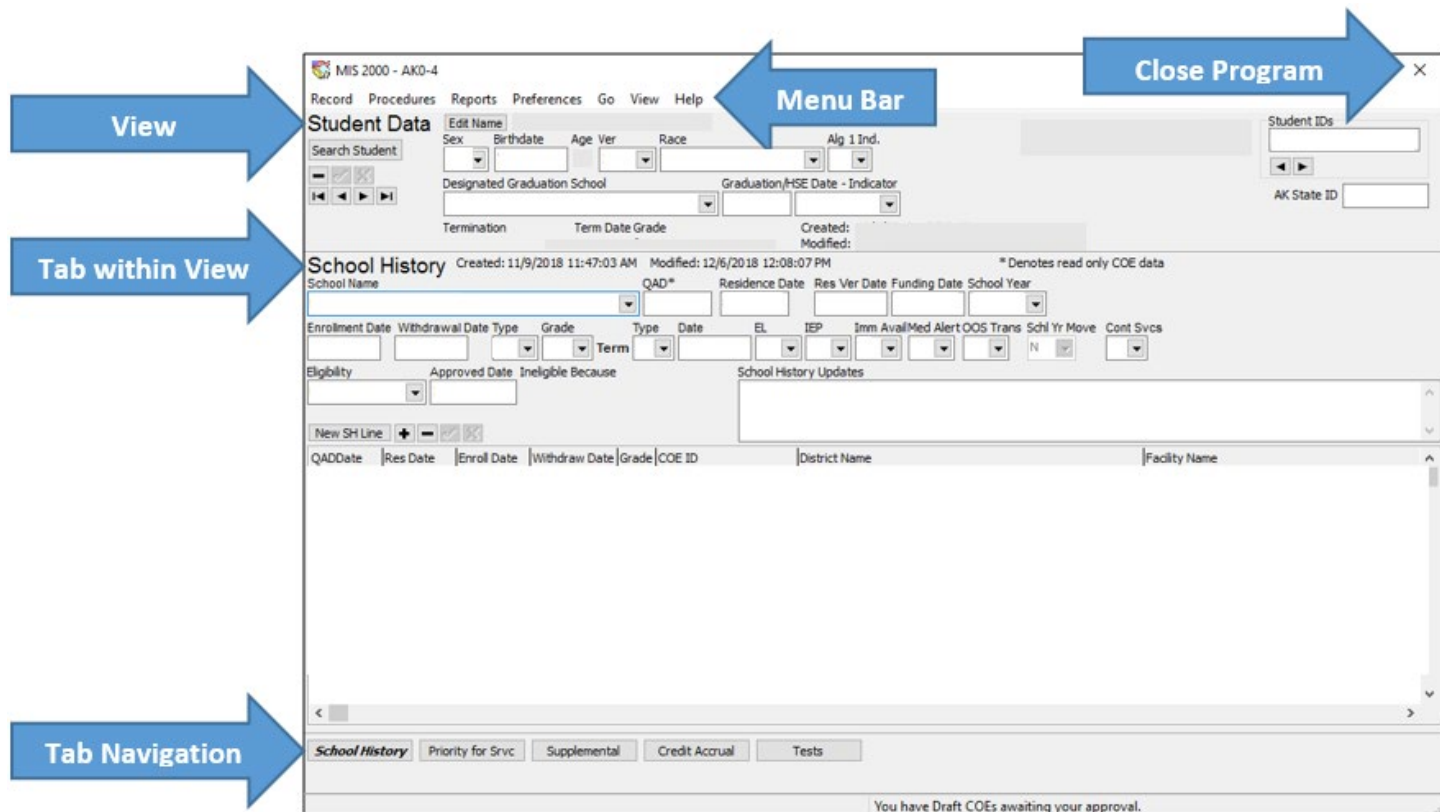 MIS 2000 - AK0-4
Close Program
Record Procedures Reports Preferences Go View Help
Menu Bar
View
Student Data Edit Name
Student IDs
Search Student
Sex Birthdate Age Ver Race Alg 1 Ind.
Designated Graduation School Graduation/HSE Date - Indicator
AK State ID
Termination Term Date Grade Created:
Modified:
Tab within View
School History Created: 11/9/2018 11:47:03 AM Modified: 12/6/2018 12:08:07 PM * Denotes read only COE data
School Name QAD* Residence Date Res Ver Date Funding Date School Year
Enrollment Date Withdrawal Date Type Grade Type Date EL IEP Imm Avail Med Alert OOS Trans Schl Yr Move Cont Svcs
Term N
Eligibility Approved Date Ineligible Because School History Updates
New SH Line
QADDate Res Date Enroll Date Withdraw Date Grade COE ID District Name Facility Name
Tab Navigation
School History Priority for Srvc Supplemental Credit Accrual Tests
You have Draft COEs awaiting your approval.